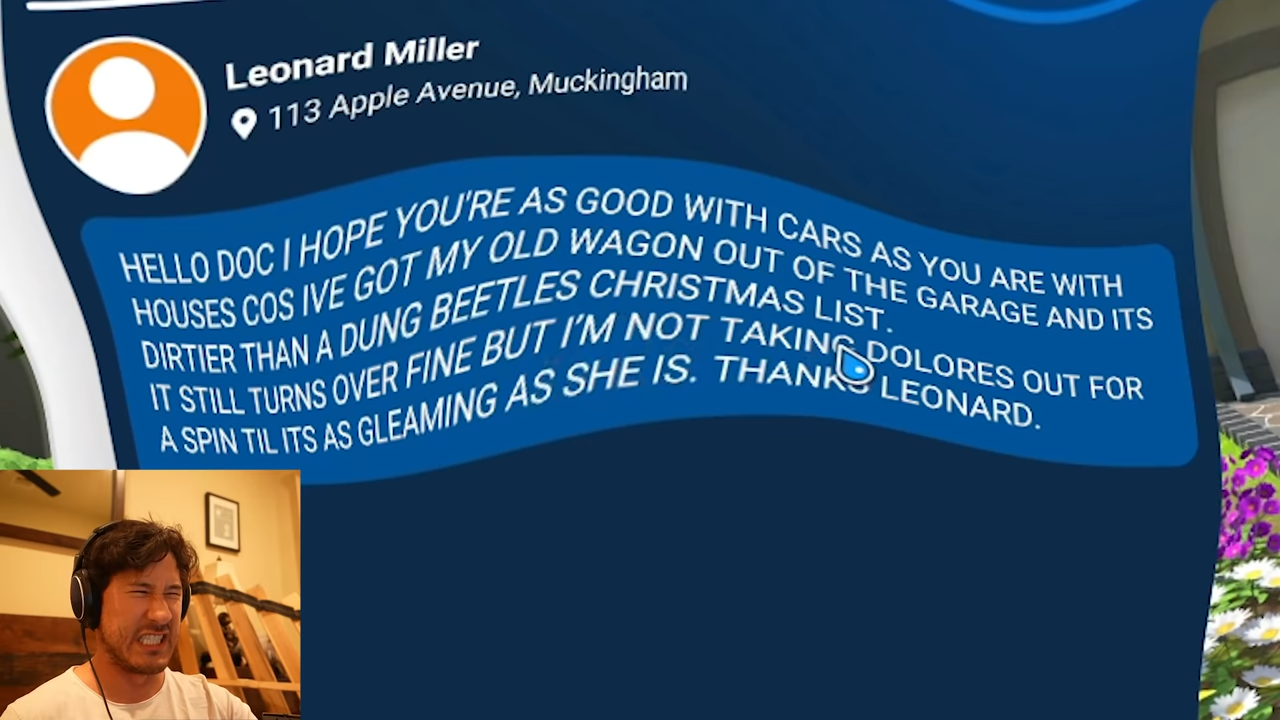 Leonard Miller
113 Apple Avenue, Muckingham
HELLO DOC I HOPE YOU'RE AS GOOD WITH CARS AS YOU ARE WITH
HOUSES COS IVE GOT MY OLD WAGON OUT OF THE GARAGE AND ITS
DIRTIER THAN A DUNG BEETLES CHRISTMAS LIST.
IT STILL TURNS OVER FINE BUT I'M NOT TAKING DOLORES OUT FOR
A SPIN TIL ITS AS GLEAMING AS SHE IS. THANKS LEONARD.